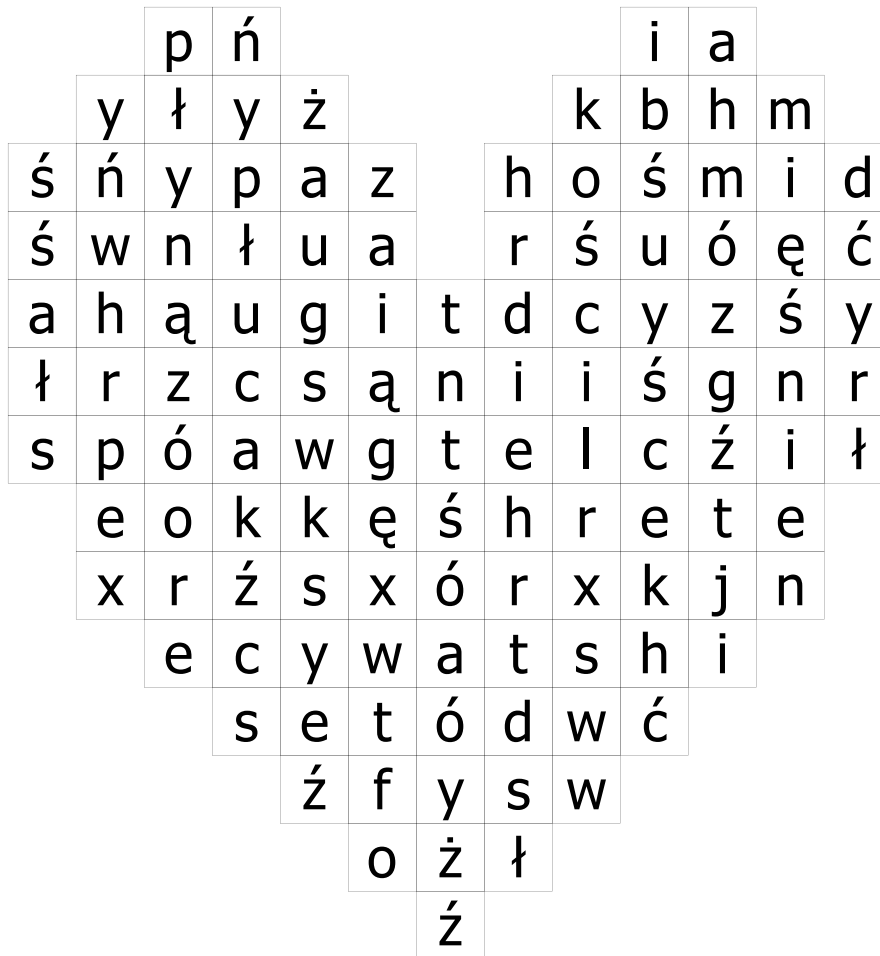 p ń i a
y ł y ż k b h m
ś ń y p a z h o ś m i d
ś w n ł u a r ś u ó ę ć
a h ą u g i t d c y z ś y
ł r z c s ą n i i ś g n r
s p ó a w g t e l c ź i ł
e o k k ę ś h r e t e
x r ź s x ó r x k j n
e c y w a t s h i
s e t ó d w ć
ź f y s w
o ż ł
ź